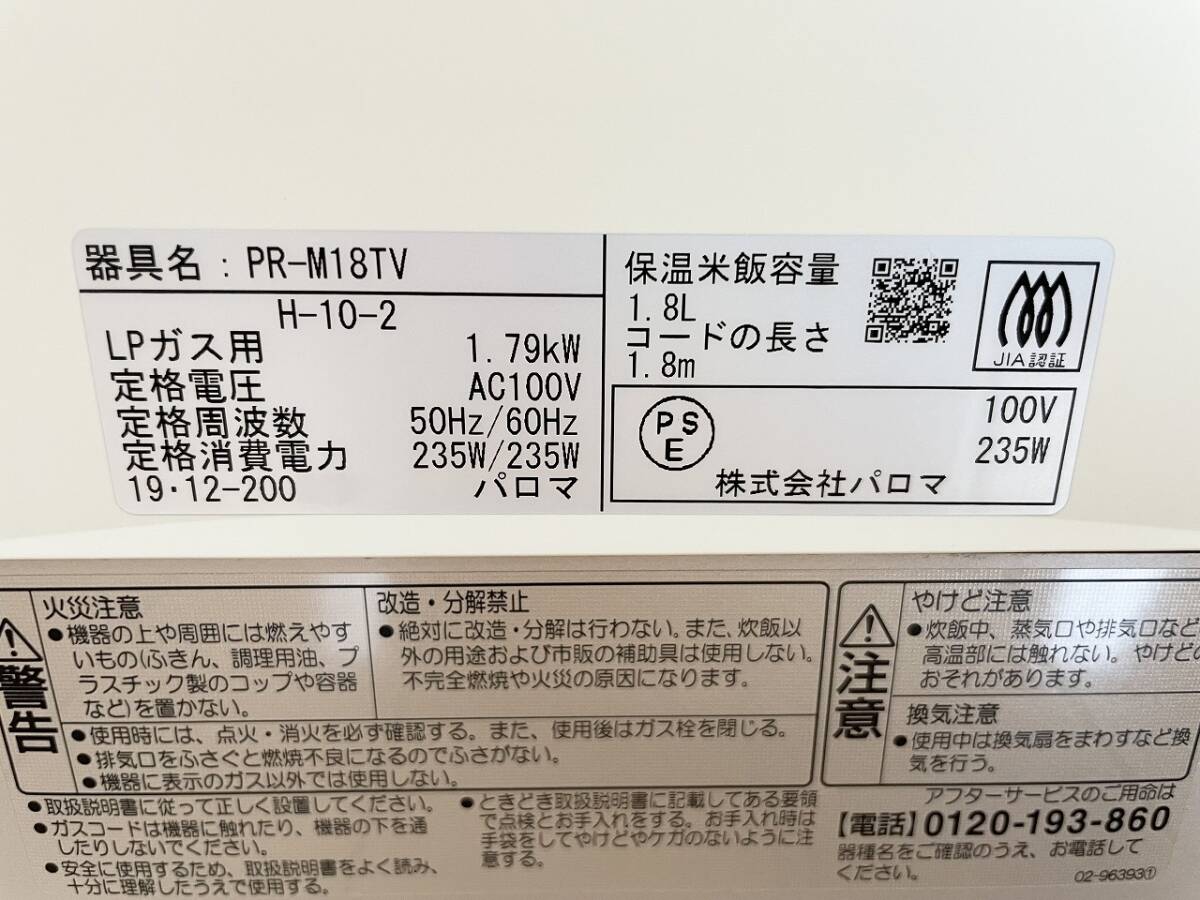 器具名 : PR-M18TV
H-10-2
LPガス用 1.79kW
定格電圧 AC100V
定格周波数 50Hz/60Hz
定格消費電力 235W/235W
19・12-200 パロマ
保温米飯容量
1.8L
コードの長さ
1.8m
JIA認証
PS
E
100V
235W
株式会社パロマ
警告
火災注意
●機器の上や周囲には燃えやす
いもの(ふきん、調理用油、プ
ラスチック製のコップや容器
など)を置かない。
改造・分解禁止
●絶対に改造・分解は行わない。また、炊飯以
外の用途および市販の補助具は使用しない。
不完全燃焼や火災の原因になります。
●使用時には、点火・消火を必ず確認する。また、使用後はガス栓を閉じる。
●排気口をふさぐと燃焼不良になるのでふさがない。
●機器に表示のガス以外では使用しない。
注意
やけど注意
●炊飯中、蒸気口や排気口など
高温部には触れない。やけどの
おそれがあります。
換気注意
●使用中は換気扇をまわすなど換
気を行う。
●取扱説明書に従って正しく設置してください。
●ガスコードは機器に触れたり、機器の下を通
したりしないでください。
●安全に使用するため、取扱説明書をよく読み、
十分に理解したうえで使用する。
●ときどき取扱説明書に記載してある要領
で点検とお手入れをする。お手入れ時は
手袋をしてやけどやケガのないように注
意する。
アフターサービスのご用命は
【電話】0120-193-860
器種名をご確認のうえ、お電話して
ください。
02-96393①